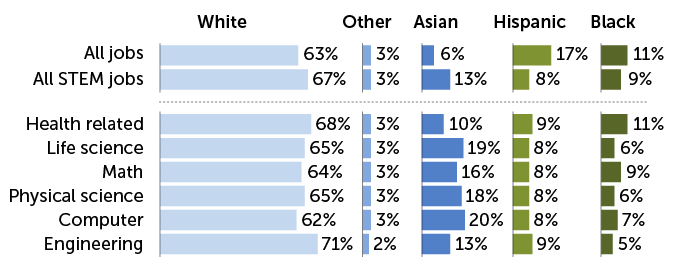 White Other Asian Hispanic Black
All jobs 63% 3% 6% 17% 11%
All STEM jobs 67% 3% 13% 8% 9%
Health related 68% 3% 10% 9% 11%
Life science 65% 3% 19% 8% 6%
Math 64% 3% 16% 8% 9%
Physical science 65% 3% 18% 8% 6%
Computer 62% 3% 20% 8% 7%
Engineering 71% 2% 13% 9% 5%